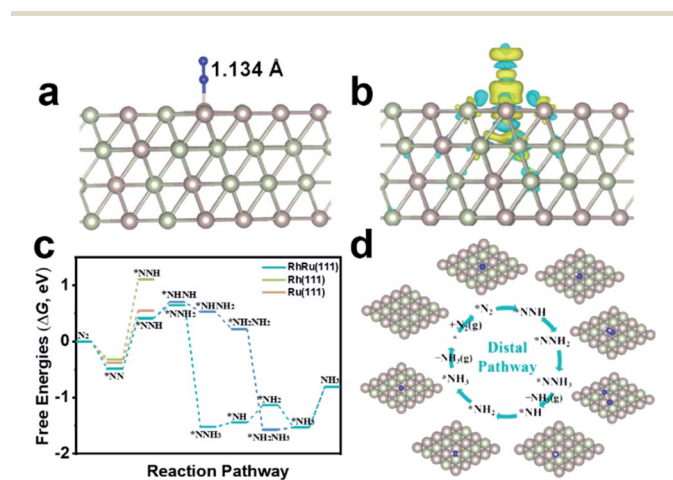 a
1.134 Å
b
c
Free Energies (ΔG, eV)
1
0
-1
-2
N₂
*NN
*NNH
*NNH
*NHNH
*NNH₂
*NHNH₂
*NH₂NH₂
*NNH₃
*NH
*NH₂
*NH₂NH₃
*NH₃
NH₃
RhRu(111)
Rh(111)
Ru(111)
Reaction Pathway
d
*N₂
*NNH
*NNH₂
*NNH₃
−NH₃(g)
*NH
*NH₂
*NH₃
−NH₃(g)
*
+N₂(g)
Distal
Pathway